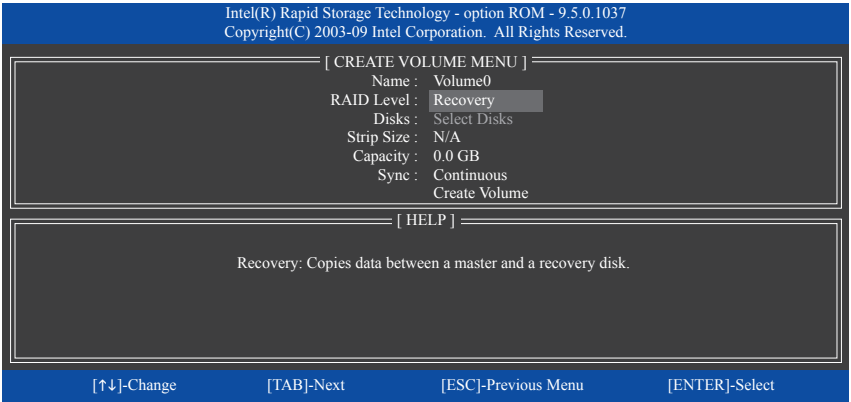 Intel(R) Rapid Storage Technology - option ROM - 9.5.0.1037
Copyright(C) 2003-09 Intel Corporation.  All Rights Reserved.
[ CREATE VOLUME MENU ]
Name :  Volume0
RAID Level :  Recovery
Disks :  Select Disks
Strip Size :  N/A
Capacity :  0.0 GB
Sync :  Continuous
Create Volume
[ HELP ]
Recovery: Copies data between a master and a recovery disk.
[↑↓]-Change [TAB]-Next [ESC]-Previous Menu [ENTER]-Select